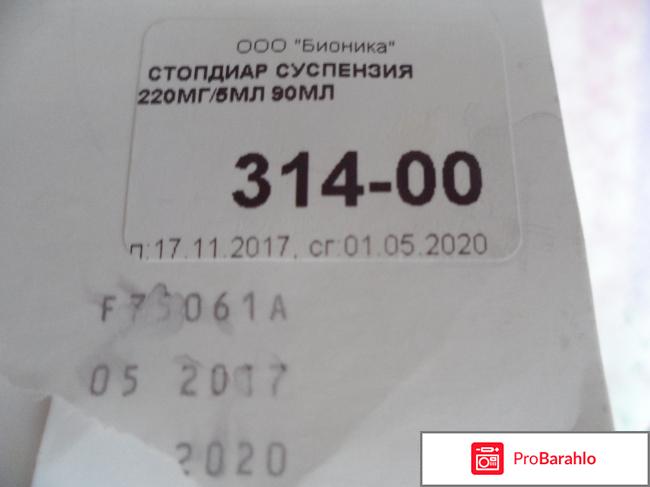 ООО "Бионика"
СТОПДИАР СУСПЕНЗИЯ
220МГ/5МЛ 90МЛ
314-00
п:17.11.2017, сг:01.05.2020
F75061A
05 2017
2020
ProBarahlo